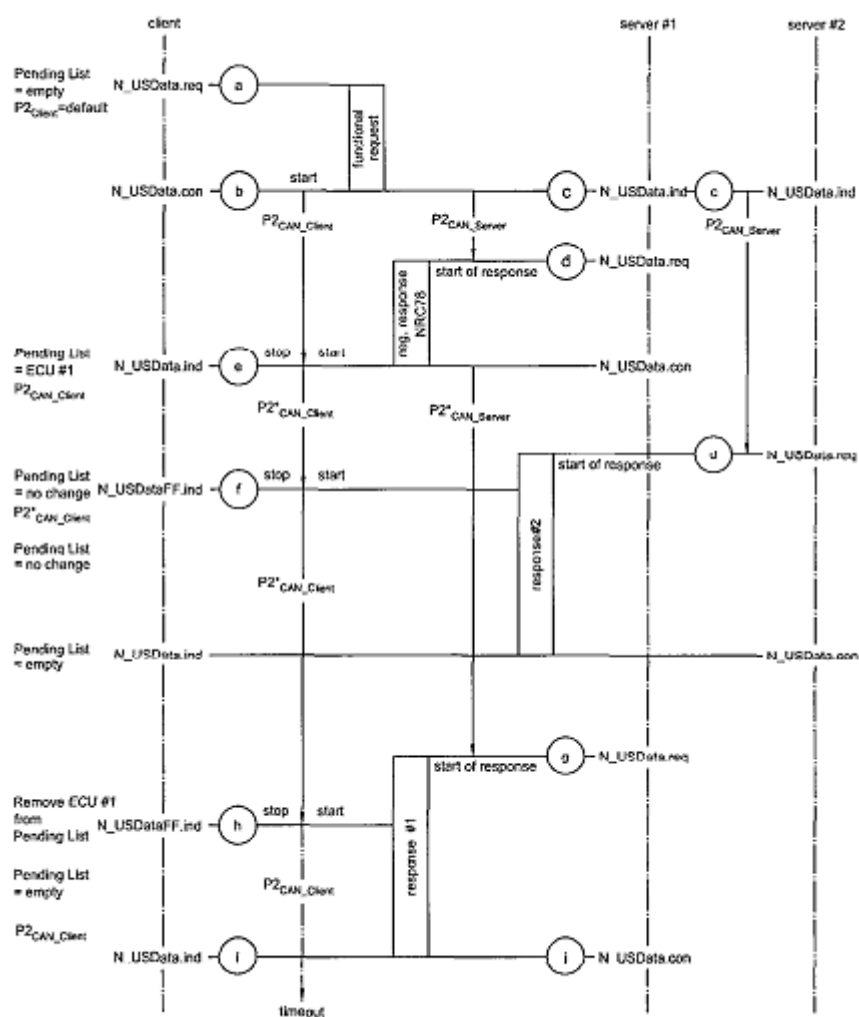 client
server #1
server #2
Pending List
= empty
P2Client=default
N_USData.req
a
functional
request
N_USData.con
b
start
c
N_USData.ind
c
N_USData.ind
P2CAN_Client
P2CAN_Server
P2CAN_Server
d
N_USData.req
start of response
neg. response
NRC78
Pending List
= ECU #1
P2CAN_Client
N_USData.ind
e
stop
start
N_USData.con
P2*CAN_Client
P2*CAN_Server
start of response
d
N_USData.req
Pending List
= no change
P2*CAN_Client
N_USDataFF.ind
f
stop
start
response#2
Pending List
= no change
P2*CAN_Client
Pending List
= empty
N_USData.ind
N_USData.con
start of response
g
N_USData.req
Remove ECU #1
from
Pending List
N_USDataFF.ind
h
stop
start
response #1
Pending List
= empty
P2CAN_Client
P2CAN_Client
N_USData.ind
i
i
N_USData.con
timeout